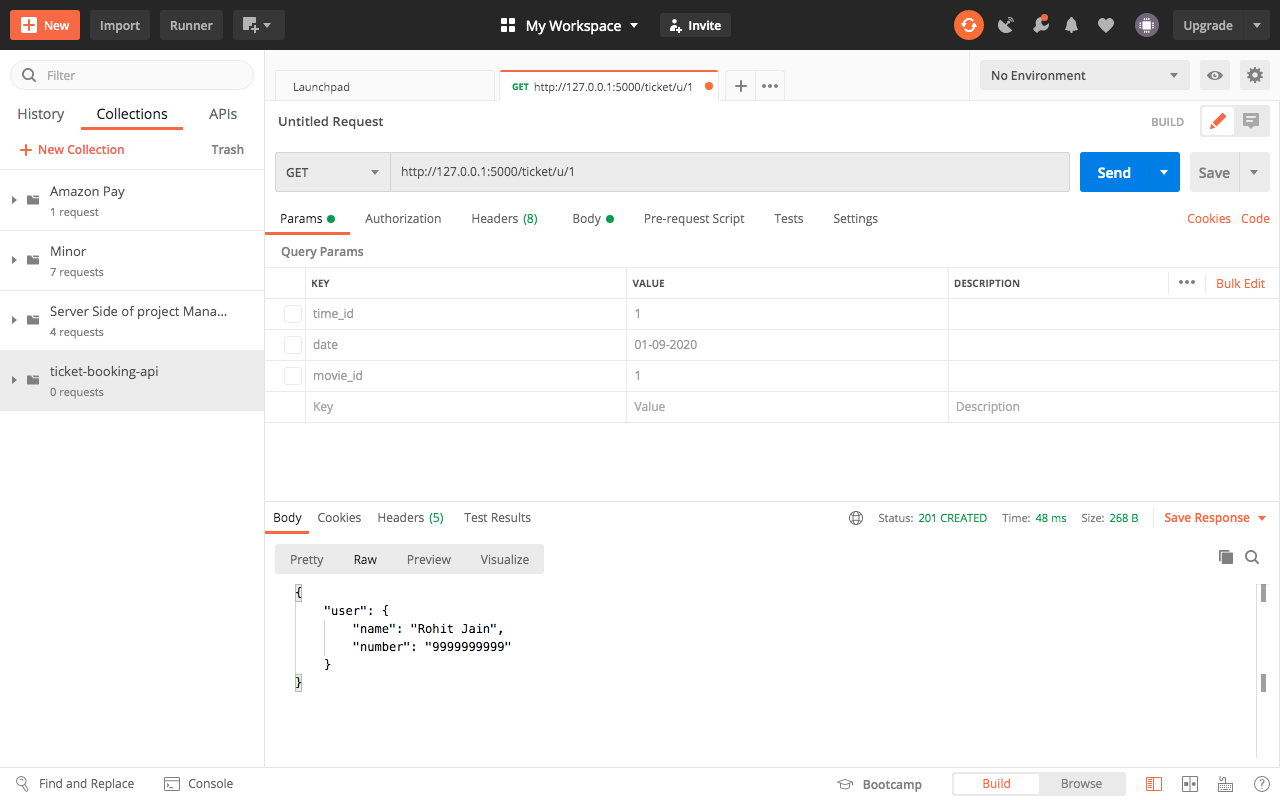 New Import Runner My Workspace Invite Upgrade
Filter
History Collections APIs
New Collection Trash
Amazon Pay
1 request
Minor
7 requests
Server Side of project Mana...
4 requests
ticket-booking-api
0 requests
Launchpad GET http://127.0.0.1:5000/ticket/u/1 No Environment
Untitled Request BUILD
GET http://127.0.0.1:5000/ticket/u/1 Send Save
Params Authorization Headers (8) Body Pre-request Script Tests Settings Cookies Code
Query Params
KEY VALUE DESCRIPTION Bulk Edit
time_id 1
date 01-09-2020
movie_id 1
Key Value Description
Body Cookies Headers (5) Test Results Status: 201 CREATED Time: 48 ms Size: 268 B Save Response
Pretty Raw Preview Visualize
{
"user": {
"name": "Rohit Jain",
"number": "9999999999"
}
}
Find and Replace Console Bootcamp Build Browse